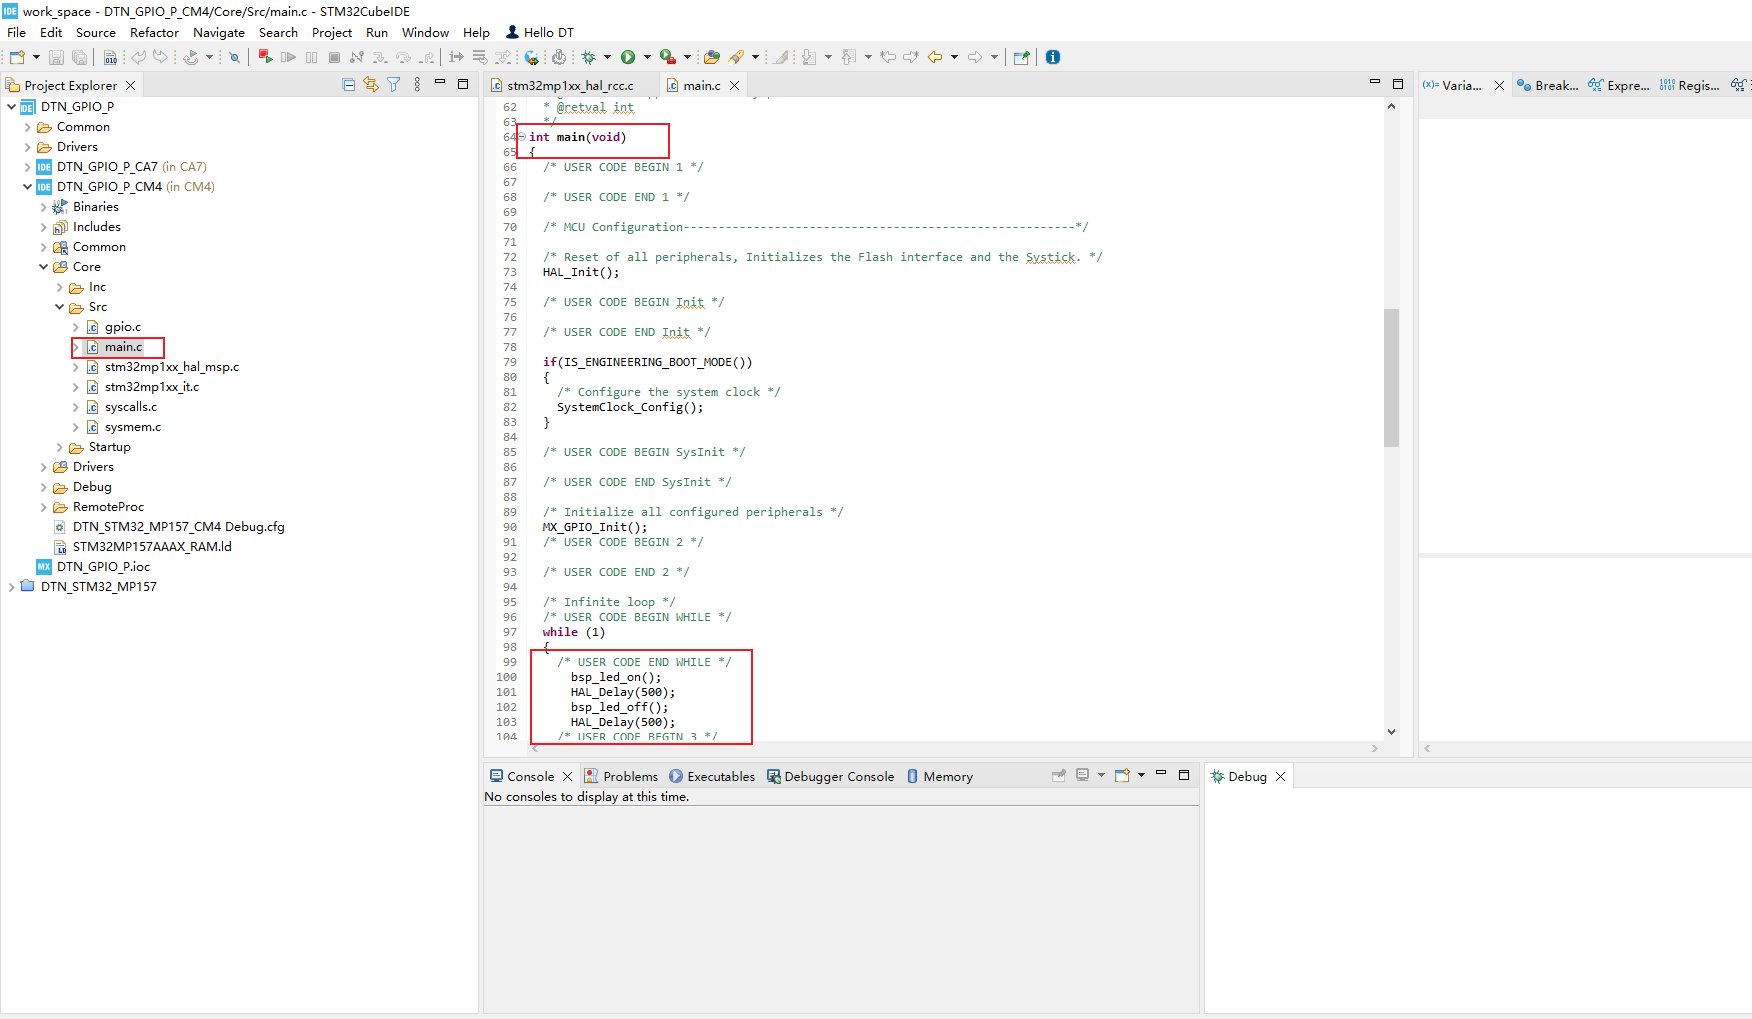 IDE work_space - DTN_GPIO_P_CM4/Core/Src/main.c - STM32CubeIDE
File Edit Source Refactor Navigate Search Project Run Window Help Hello DT
Project Explorer
DTN_GPIO_P
Common
Drivers
DTN_GPIO_P_CA7 (in CA7)
DTN_GPIO_P_CM4 (in CM4)
Binaries
Includes
Common
Core
Inc
Src
gpio.c
main.c
stm32mp1xx_hal_msp.c
stm32mp1xx_it.c
syscalls.c
sysmem.c
Startup
Drivers
Debug
RemoteProc
DTN_STM32_MP157_CM4 Debug.cfg
STM32MP157AAAX_RAM.ld
DTN_GPIO_P.ioc
DTN_STM32_MP157
stm32mp1xx_hal_rcc.c main.c
62 * @retval int
63 */
64 int main(void)
65 {
66 /* USER CODE BEGIN 1 */
67
68 /* USER CODE END 1 */
69
70 /* MCU Configuration--------------------------------------------------------*/
71
72 /* Reset of all peripherals, Initializes the Flash interface and the Systick. */
73 HAL_Init();
74
75 /* USER CODE BEGIN Init */
76
77 /* USER CODE END Init */
78
79 if(IS_ENGINEERING_BOOT_MODE())
80 {
81 /* Configure the system clock */
82 SystemClock_Config();
83 }
84
85 /* USER CODE BEGIN SysInit */
86
87 /* USER CODE END SysInit */
88
89 /* Initialize all configured peripherals */
90 MX_GPIO_Init();
91 /* USER CODE BEGIN 2 */
92
93 /* USER CODE END 2 */
94
95 /* Infinite loop */
96 /* USER CODE BEGIN WHILE */
97 while (1)
98 {
99 /* USER CODE END WHILE */
100 bsp_led_on();
101 HAL_Delay(500);
102 bsp_led_off();
103 HAL_Delay(500);
104 /* USER CODE BEGIN 3 */
(x)= Varia... Break... Expre... Regis...
Console Problems Executables Debugger Console Memory
No consoles to display at this time.
Debug